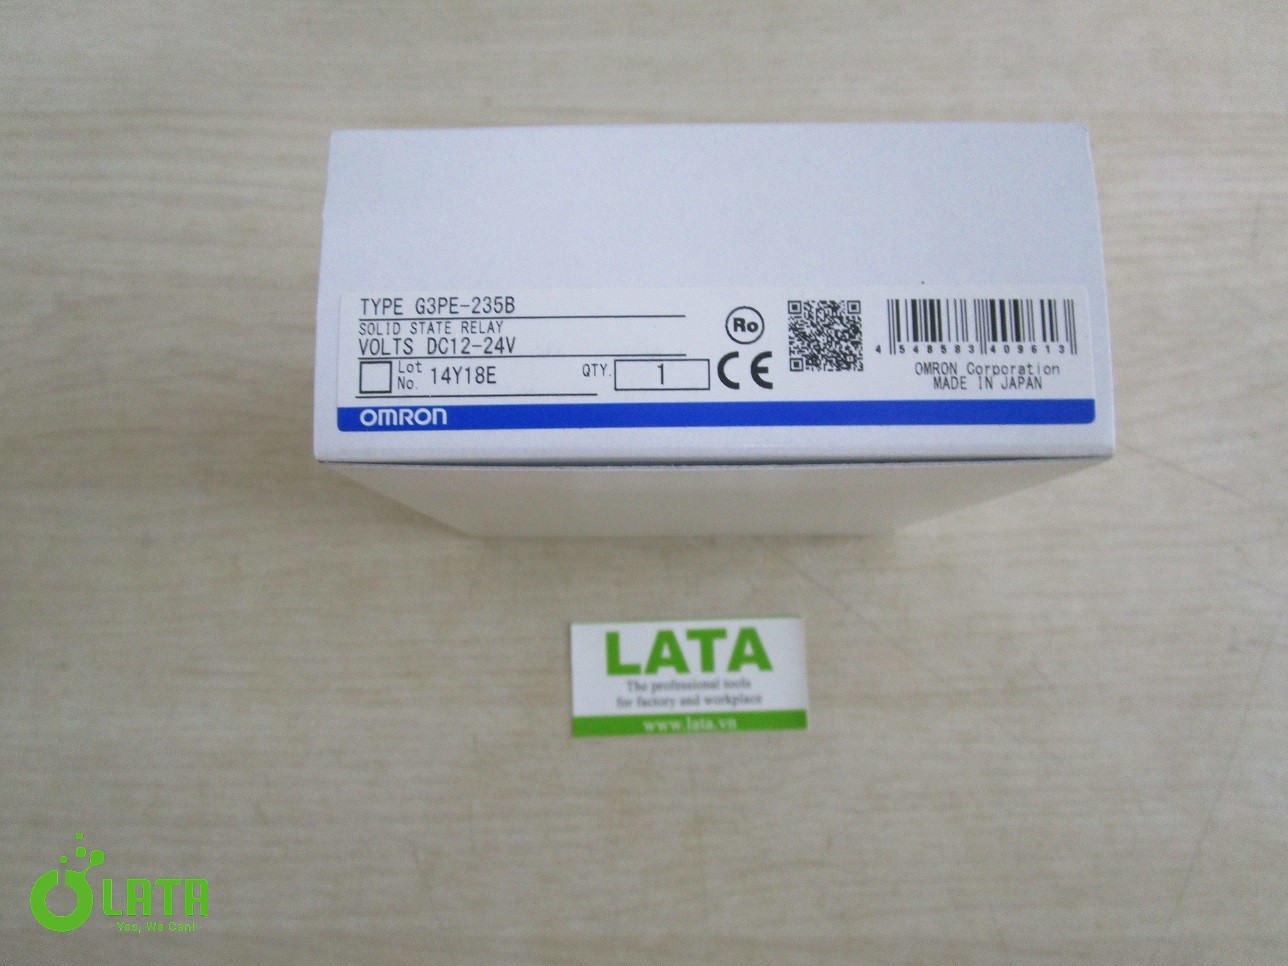 TYPE G3PE-235B
SOLID STATE RELAY
VOLTS DC12-24V
Lot No. 14Y18E
QTY. 1
Ro
CE
4 548583 409613
OMRON Corporation
MADE IN JAPAN
OMRON
LATA
The professional tools
for factory and workplace
www.lata.vn
LATA
Yes, We Can!